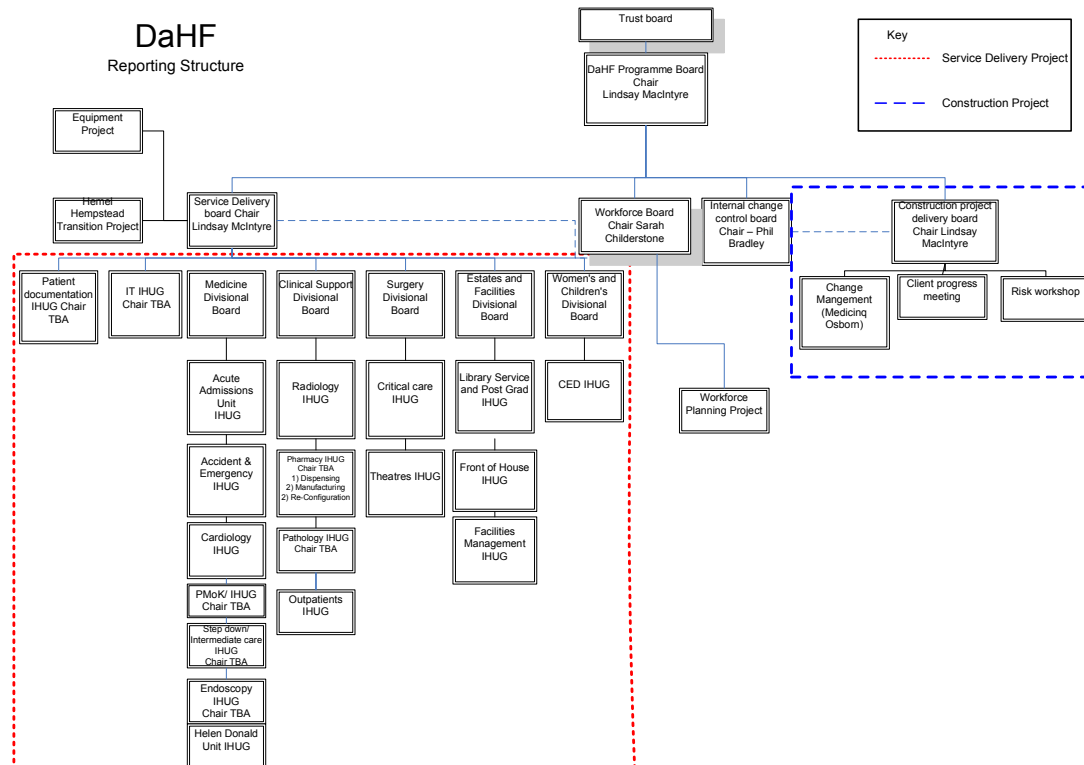 DaHF
Reporting Structure
Trust board
DaHF Programme Board
Chair
Lindsay MacIntyre
Key
Service Delivery Project
Construction Project
Equipment
Project
Hemel
Hempstead
Transition Project
Service Delivery
board Chair
Lindsay McIntyre
Workforce Board
Chair Sarah
Childerstone
Internal change
control board
Chair – Phil
Bradley
Construction project
delivery board
Chair Lindsay
MacIntyre
Change
Mangement
(Medicinq
Osborn)
Client progress
meeting
Risk workshop
Patient
documentation
IHUG Chair
TBA
IT IHUG
Chair TBA
Medicine
Divisional
Board
Clinical Support
Divisional
Board
Surgery
Divisional
Board
Estates and
Facilities
Divisional
Board
Women's and
Children's
Divisional
Board
Acute
Admissions
Unit
IHUG
Radiology
IHUG
Critical care
IHUG
Library Service
and Post Grad
IHUG
CED IHUG
Workforce
Planning Project
Accident &
Emergency
IHUG
Pharmacy IHUG
Chair TBA
1) Dispensing
2) Manufacturing
2) Re-Configuration
Theatres IHUG
Front of House
IHUG
Cardiology
IHUG
Pathology IHUG
Chair TBA
Facilities
Management
IHUG
PMoK/ IHUG
Chair TBA
Outpatients
IHUG
Step down/
Intermediate care
IHUG
Chair TBA
Endoscopy
IHUG
Chair TBA
Helen Donald
Unit IHUG